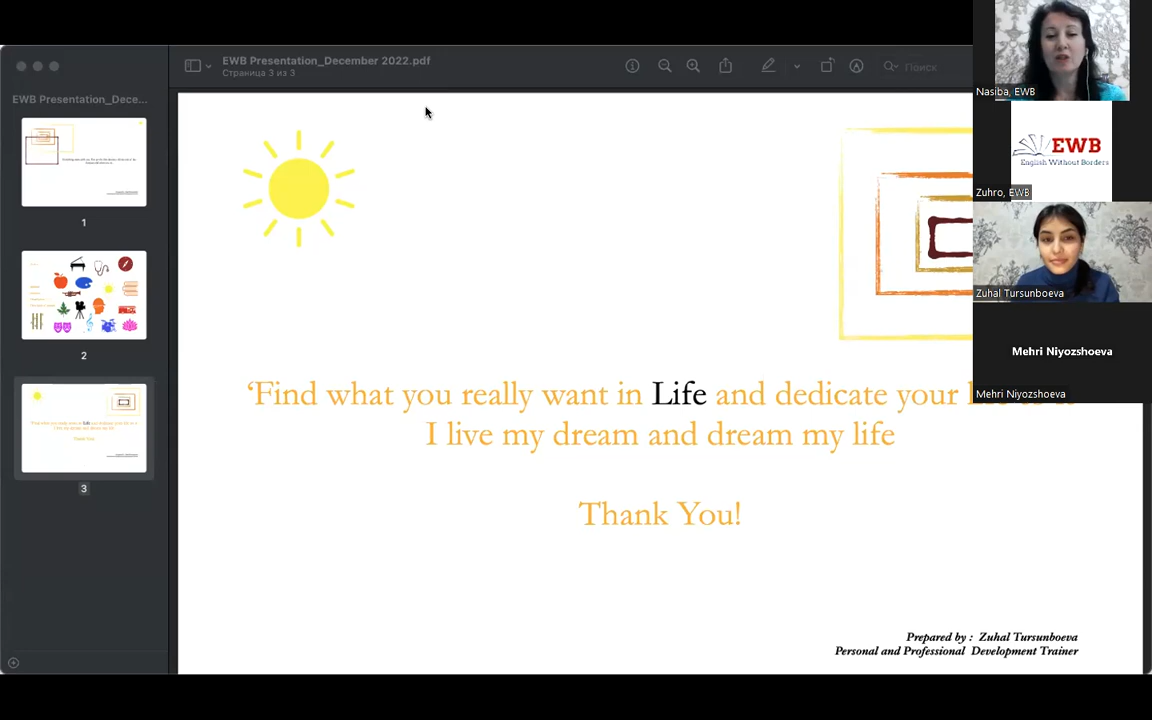 EWB Presentation_December 2022.pdf
Страница 3 из 3
Поиск
EWB Presentation_Dece...
1
2
3
‘Find what you really want in Life and dedicate your
I live my dream and dream my life
Thank You!
Prepared by : Zuhal Tursunboeva
Personal and Professional Development Trainer
Nasiba, EWB
EWB
English Without Borders
Zuhro, EWB
Zuhal Tursunboeva
Mehri Niyozshoeva
Mehri Niyozshoeva